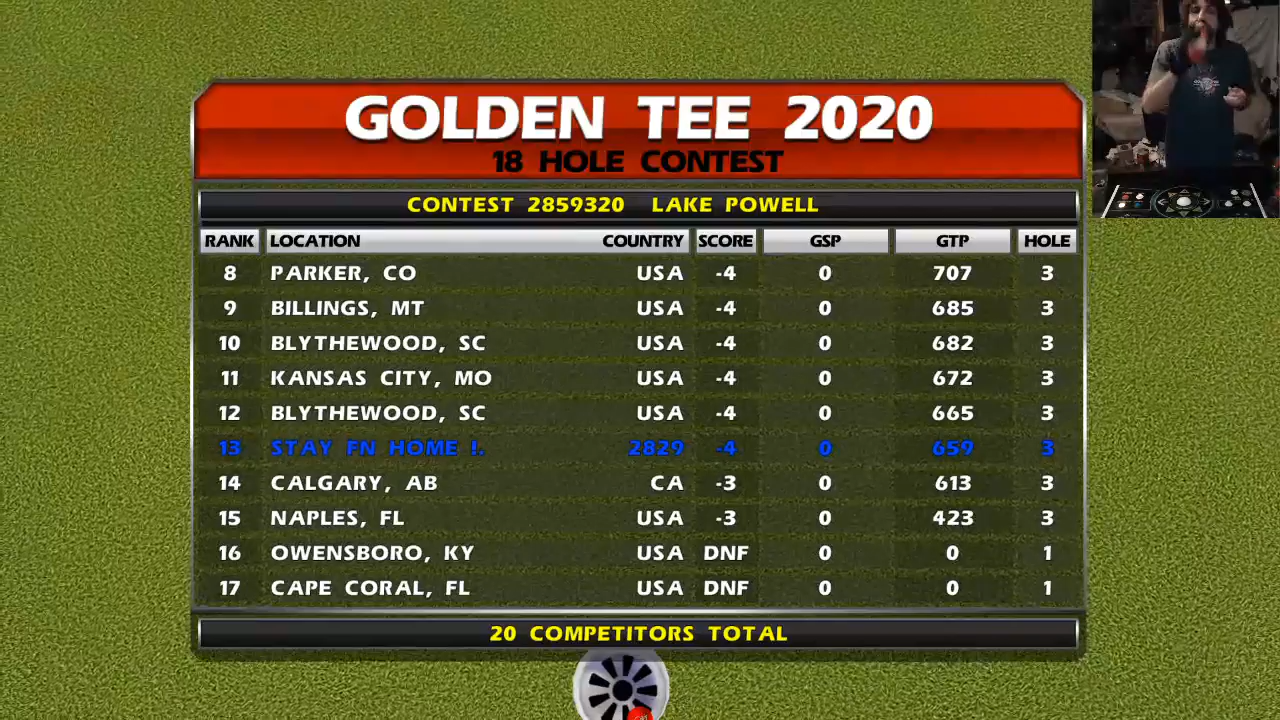 GOLDEN TEE 2020
18 HOLE CONTEST
CONTEST 2859320 LAKE POWELL
RANK LOCATION COUNTRY SCORE GSP GTP HOLE
8 PARKER, CO USA -4 0 707 3
9 BILLINGS, MT USA -4 0 685 3
10 BLYTHEWOOD, SC USA -4 0 682 3
11 KANSAS CITY, MO USA -4 0 672 3
12 BLYTHEWOOD, SC USA -4 0 665 3
13 STAY FN HOME !. 2829 -4 0 659 3
14 CALGARY, AB CA -3 0 613 3
15 NAPLES, FL USA -3 0 423 3
16 OWENSBORO, KY USA DNF 0 0 1
17 CAPE CORAL, FL USA DNF 0 0 1
20 COMPETITORS TOTAL